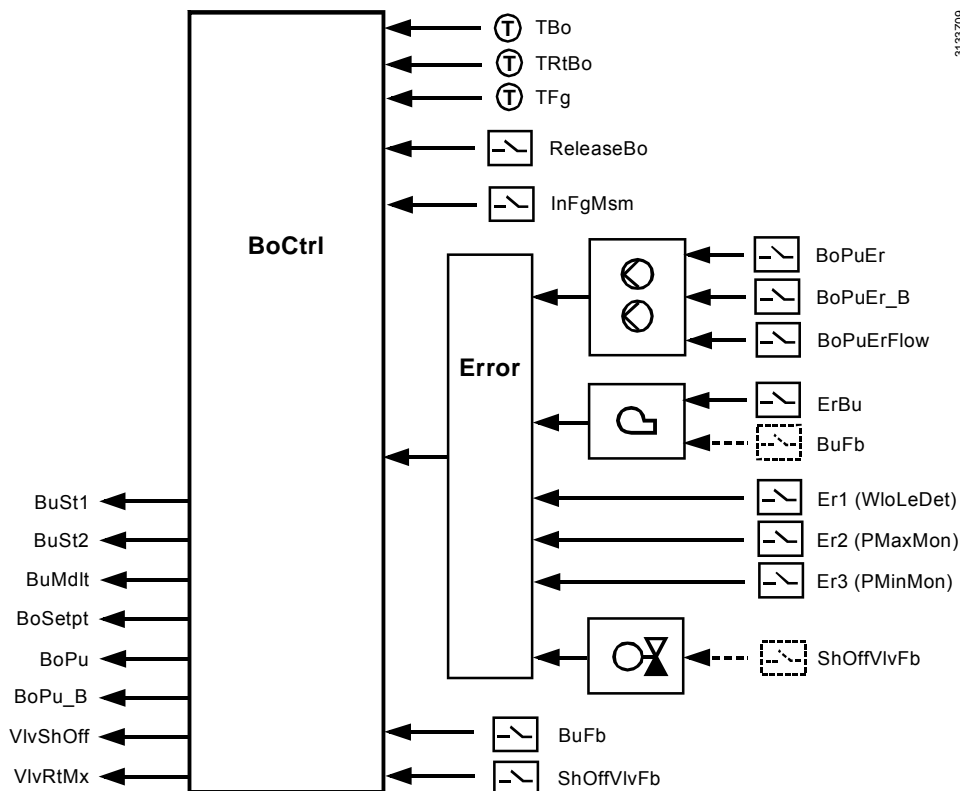 TBo
TRtBo
TFg
ReleaseBo
InFgMsm
BoCtrl
Error
BoPuEr
BoPuEr_B
BoPuErFlow
ErBu
BuFb
Er1 (WloLeDet)
Er2 (PMaxMon)
Er3 (PMinMon)
ShOffVlvFb
BuSt1
BuSt2
BuMdlt
BoSetpt
BoPu
BoPu_B
VlvShOff
VlvRtMx
BuFb
ShOffVlvFb
T
T
T